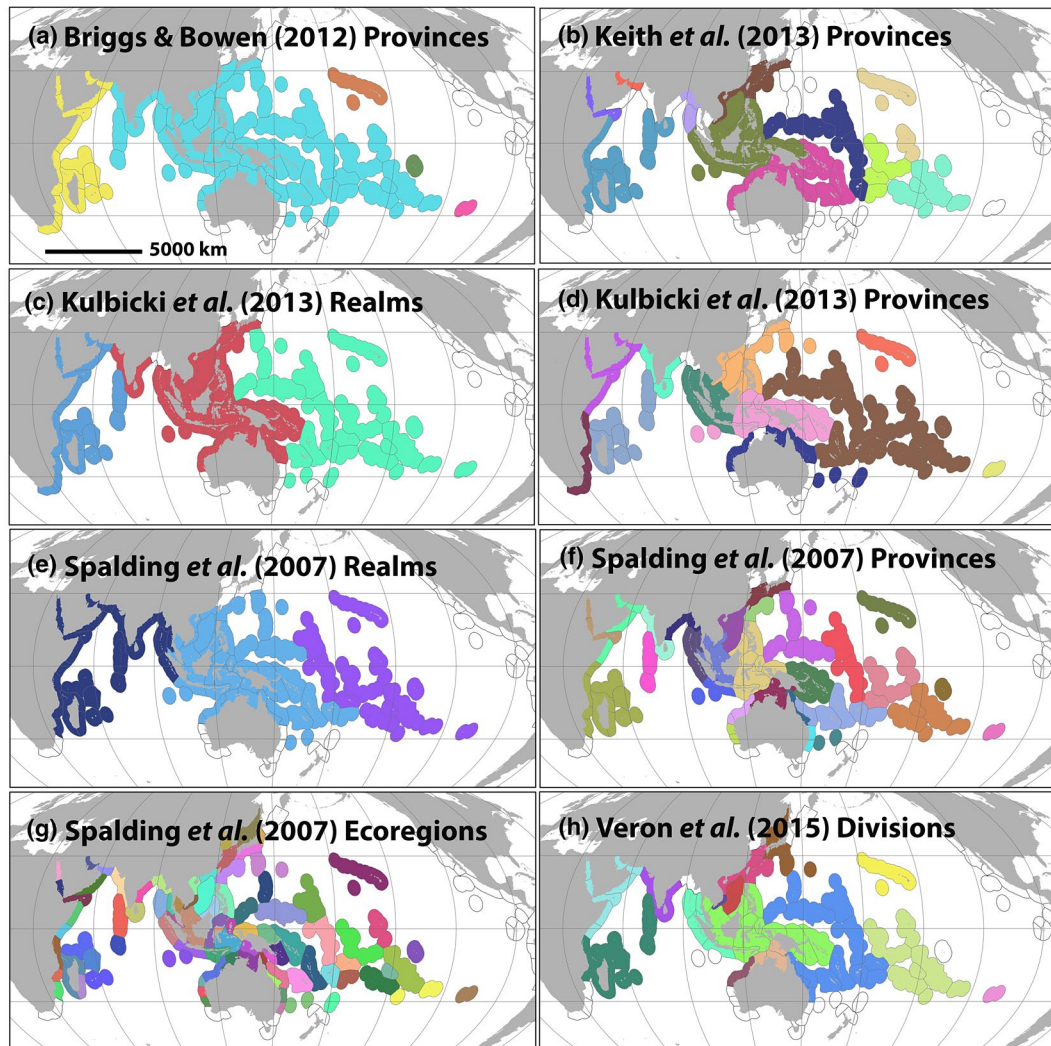 (a) Briggs & Bowen (2012) Provinces
5000 km
(b) Keith et al. (2013) Provinces
(c) Kulbicki et al. (2013) Realms
(d) Kulbicki et al. (2013) Provinces
(e) Spalding et al. (2007) Realms
(f) Spalding et al. (2007) Provinces
(g) Spalding et al. (2007) Ecoregions
(h) Veron et al. (2015) Divisions